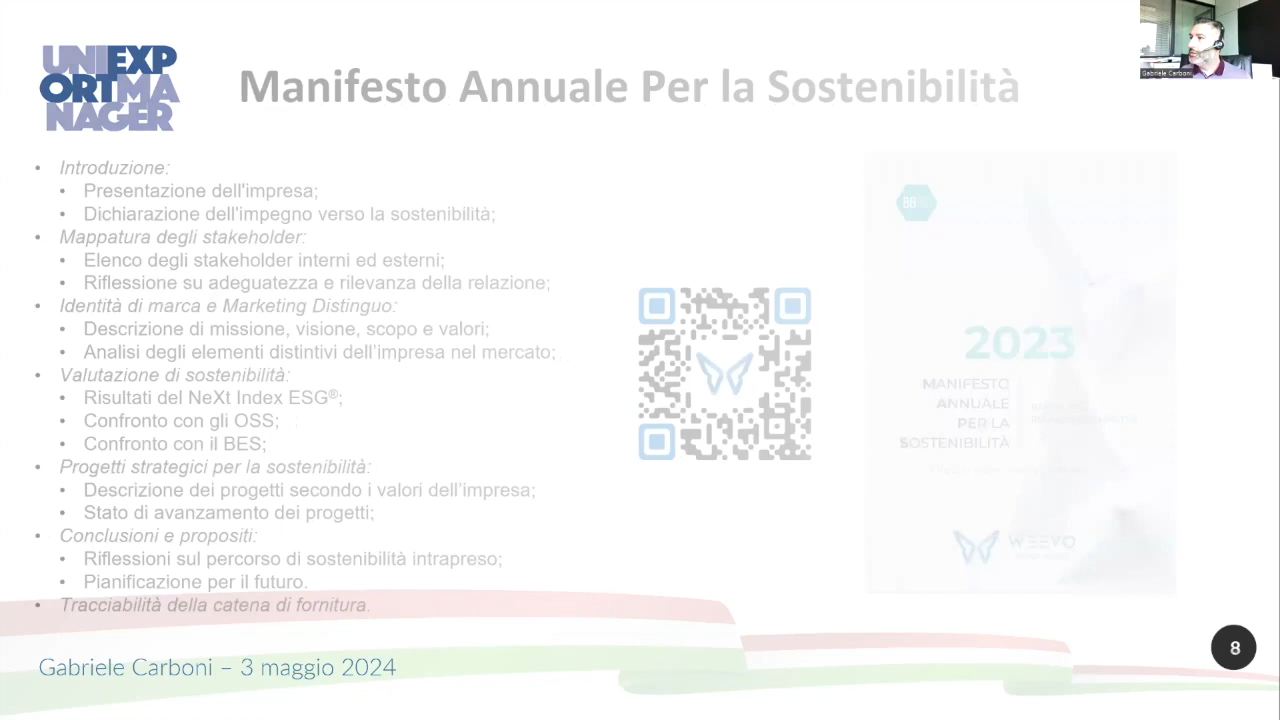 UNIEXP
ORTMA
NAGER
Manifesto Annuale Per la Sostenibilità
Gabriele Carboni
• Introduzione:
• Presentazione dell'impresa;
• Dichiarazione dell'impegno verso la sostenibilità;
• Mappatura degli stakeholder:
• Elenco degli stakeholder interni ed esterni;
• Riflessione su adeguatezza e rilevanza della relazione;
• Identità di marca e Marketing Distinguo:
• Descrizione di missione, visione, scopo e valori;
• Analisi degli elementi distintivi dell'impresa nel mercato;
• Valutazione di sostenibilità:
• Risultati del NeXt Index ESG®;
• Confronto con gli OSS;
• Confronto con il BES;
• Progetti strategici per la sostenibilità:
• Descrizione dei progetti secondo i valori dell'impresa;
• Stato di avanzamento dei progetti;
• Conclusioni e propositi:
• Riflessioni sul percorso di sostenibilità intrapreso;
• Pianificazione per il futuro.
• Tracciabilità della catena di fornitura.
2023
MANIFESTO
ANNUALE
PER LA
SOSTENIBILITÀ
WEEVO
Gabriele Carboni – 3 maggio 2024
8